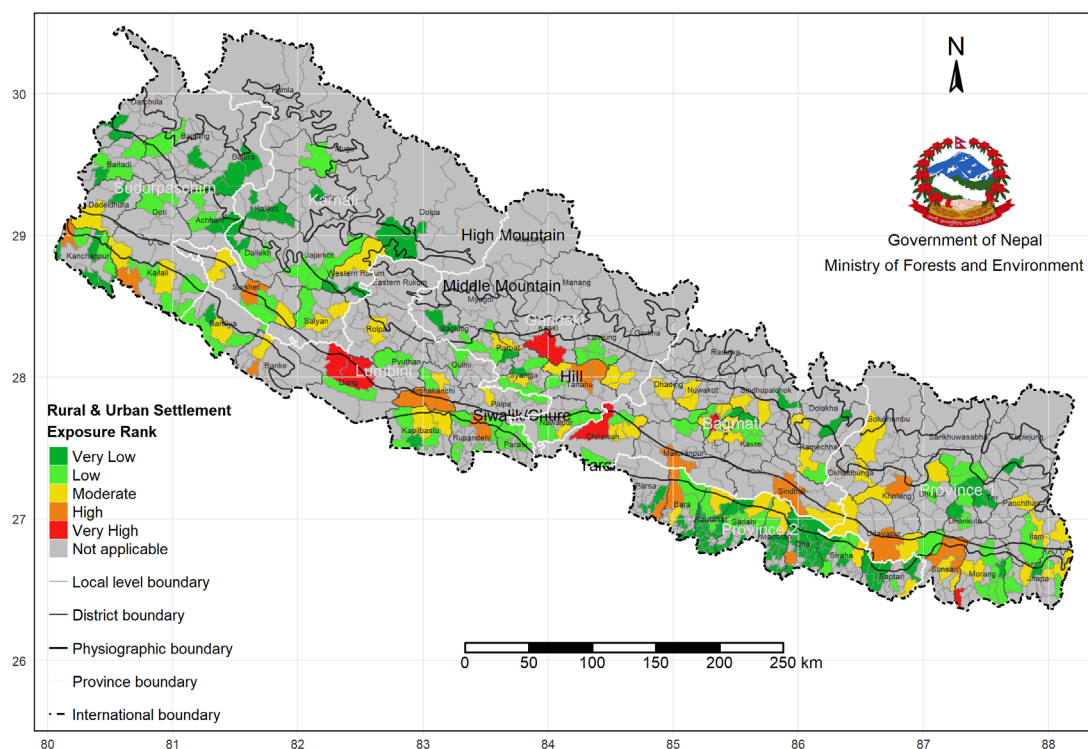 N
Government of Nepal
Ministry of Forests and Environment
30
29
28
27
26
Humla
Darchula
Bajhang
Mugu
Bajura
Baitadi
Sudurpaschim
Karnali
Dadeldhura
Doti
Kalikot
Dolpa
Achham
High Mountain
Kanchanpur
Dailekh
Jajarkot
Kailali
Western Rukum
Eastern Rukum
Manang
Surkhet
Middle Mountain
Myagdi
Salyan
Bardiya
Rolpa
Baglung
Gandaki
Kaski
Lamjung
Gorkha
Parbat
Rasuwa
Banke
Pyuthan
Gulmi
Lumbini
Dang
Syangja
Hill
Tanahu
Dhading
Nuwakot
Sindhupalchok
Palpa
Dolakha
Siwalik/Chure
Nawalpur
Kapilbastu
Rupandehi
Parasi
Chitawan
Bagmati
Kavre
Ramechhap
Solukhumbu
Sankhuwasabha
Taplejung
Makwanpur
Okhaldhunga
Tarai
Parsa
Bara
Sindhuli
Khotang
Province 1
Panchthar
Rautahat
Sarlahi
Province 2
Dhankuta
Siraha
Udayapur
Ilam
Saptari
Sunsari
Morang
Jhapa
Rural & Urban Settlement
Exposure Rank
Very Low
Low
Moderate
High
Very High
Not applicable
Local level boundary
District boundary
Physiographic boundary
Province boundary
International boundary
0 50 100 150 200 250 km
80 81 82 83 84 85 86 87 88